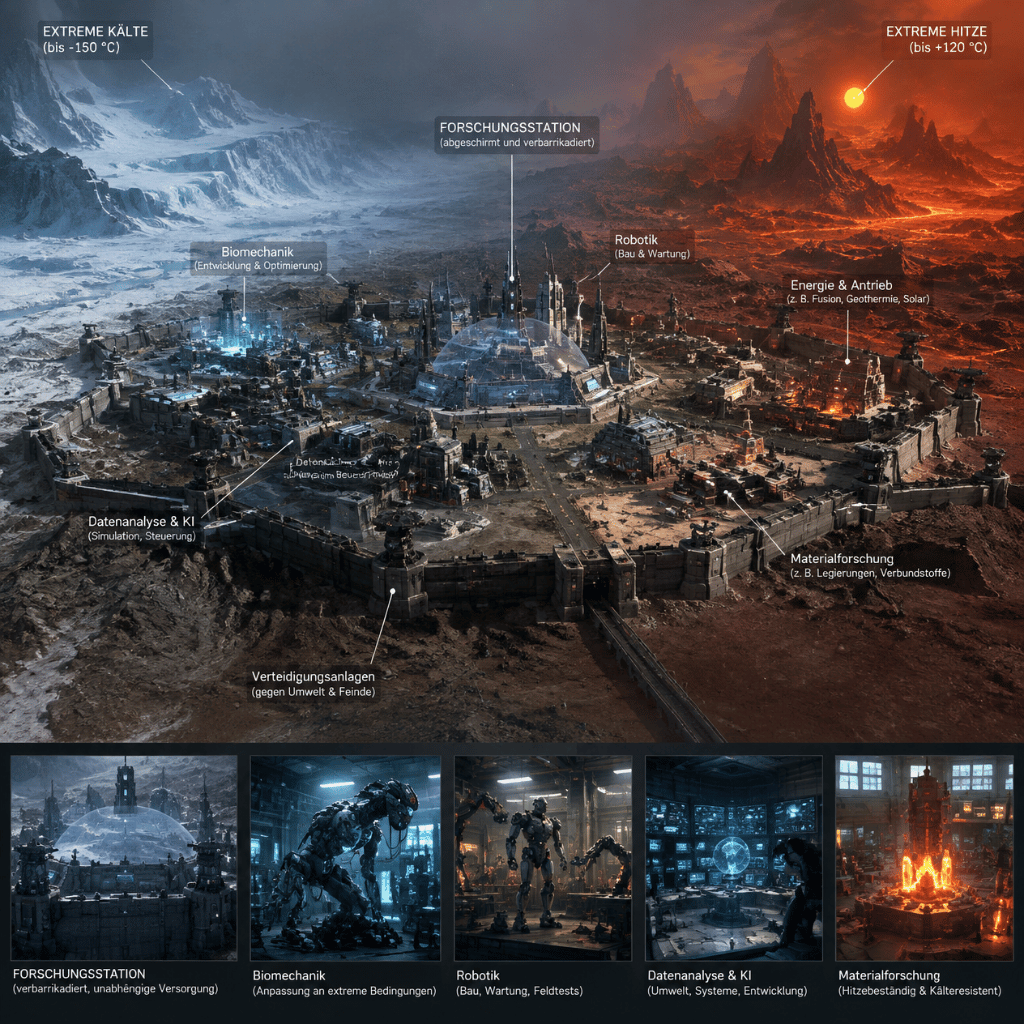 EXTREME KÄLTE
(bis -150 °C)
EXTREME HITZE
(bis +120 °C)
FORSCHUNGSSTATION
(abgeschirmt und verbarrikadiert)
Biomechanik
(Entwicklung & Optimierung)
Robotik
(Bau & Wartung)
Energie & Antrieb
(z. B. Fusion, Geothermie, Solar)
Datenanalyse & KI
(Simulation, Steuerung)
Materialforschung
(z. B. Legierungen, Verbundstoffe)
Verteidigungsanlagen
(gegen Umwelt & Feinde)
FORSCHUNGSSTATION
(verbarrikadiert, unabhängige Versorgung)
Biomechanik
(Anpassung an extreme Bedingungen)
Robotik
(Bau, Wartung, Feldtests)
Datenanalyse & KI
(Umwelt, Systeme, Entwicklung)
Materialforschung
(Hitzebeständig & Kälteresistent)